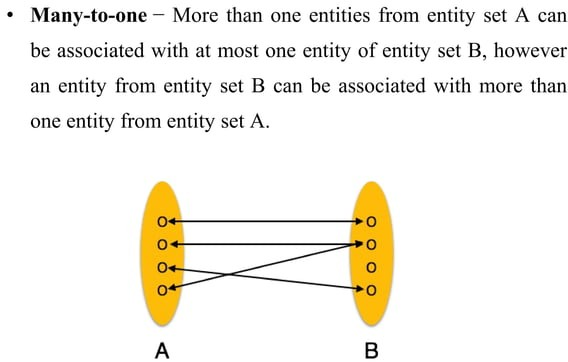 • Many-to-one − More than one entities from entity set A can
be associated with at most one entity of entity set B, however
an entity from entity set B can be associated with more than
one entity from entity set A.
A B